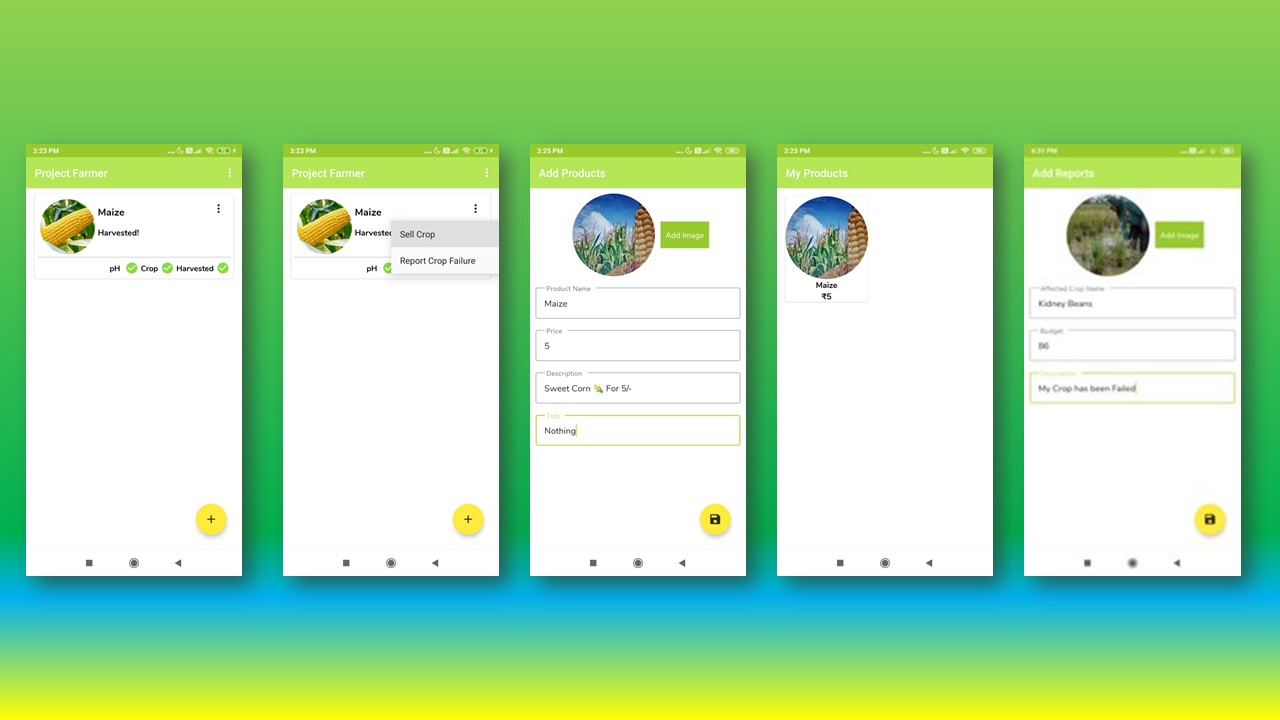 3:23 PM
Project Farmer
Maize
Harvested!
pH Crop Harvested
3:23 PM
Project Farmer
Maize
Sell Crop
Report Crop Failure
pH
3:25 PM
Add Products
Add Image
Product Name
Maize
Price
5
Description
Sweet Corn 🌽 For 5/-
Tips
Nothing
3:25 PM
My Products
Maize
₹5
4:31 PM
Add Reports
Add Image
Affected Crop Name
Kidney Beans
Budget
Description
My Crop has been Failed